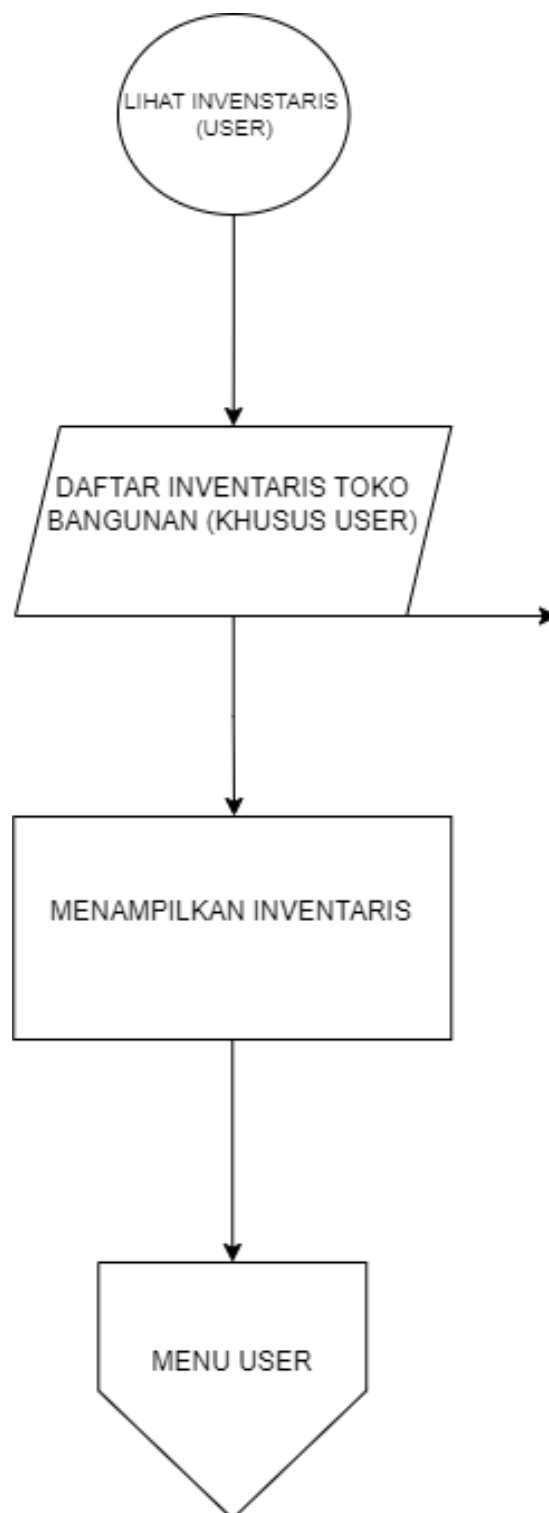 LIHAT INVENSTARIS
(USER)
DAFTAR INVENTARIS TOKO
BANGUNAN (KHUSUS USER)
MENAMPILKAN INVENTARIS
MENU USER